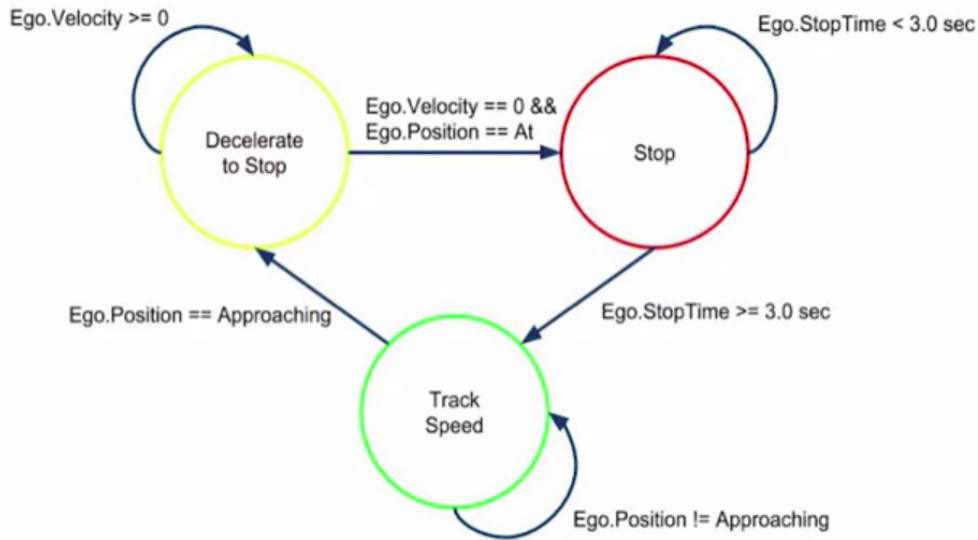 Ego.Velocity >= 0
Ego.StopTime < 3.0 sec
Ego.Velocity == 0 &&
Ego.Position == At
Decelerate
to Stop
Stop
Ego.Position == Approaching
Ego.StopTime >= 3.0 sec
Track
Speed
Ego.Position != Approaching